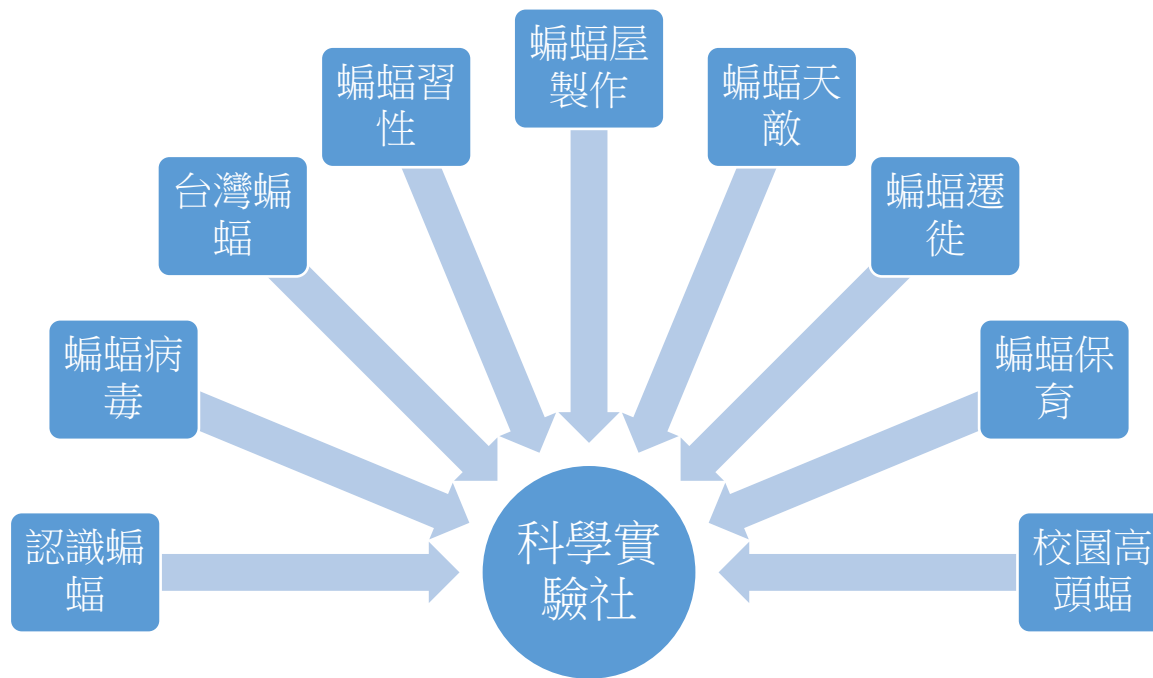 認識蝙
蝠
蝙蝠病
毒
台灣蝙
蝠
蝙蝠習
性
蝙蝠屋
製作
蝙蝠天
敵
蝙蝠遷
徙
蝙蝠保
育
校園高
頭蝠
科學實
驗社